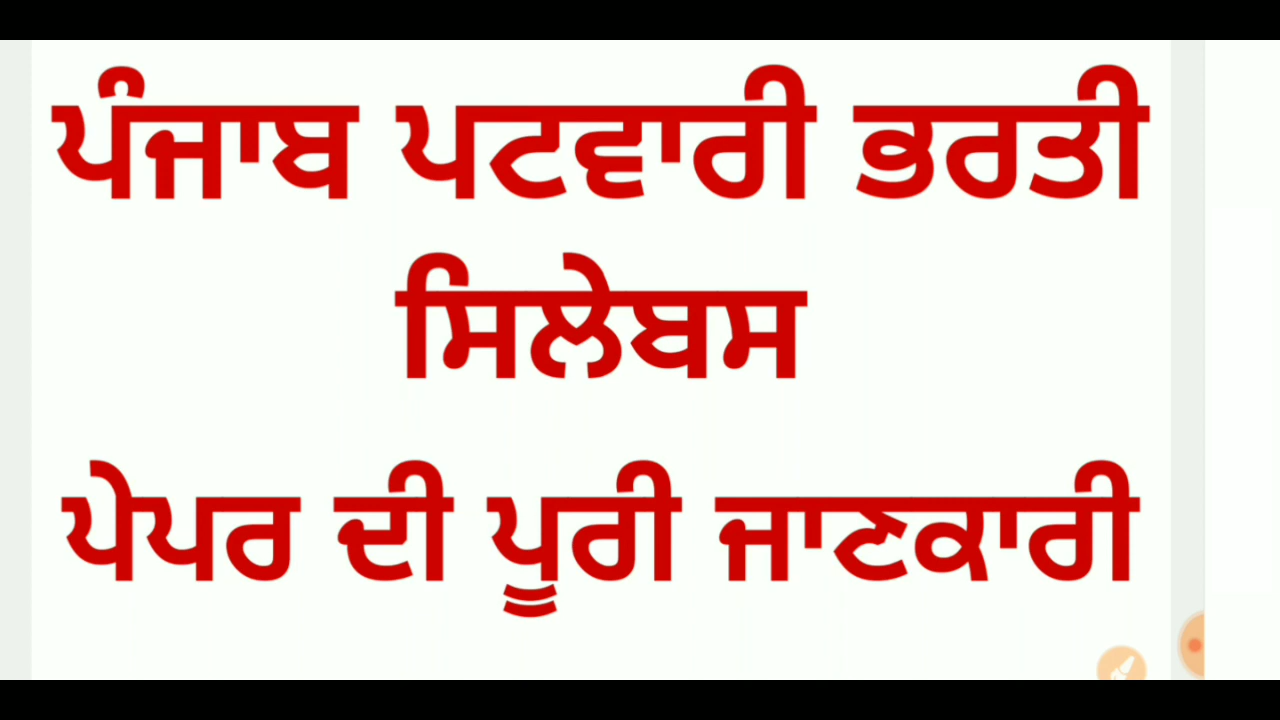 ਪੰਜਾਬ ਪਟਵਾਰੀ ਭਰਤੀ
ਸਿਲੇਬਸ
ਪੇਪਰ ਦੀ ਪੂਰੀ ਜਾਣਕਾਰੀ